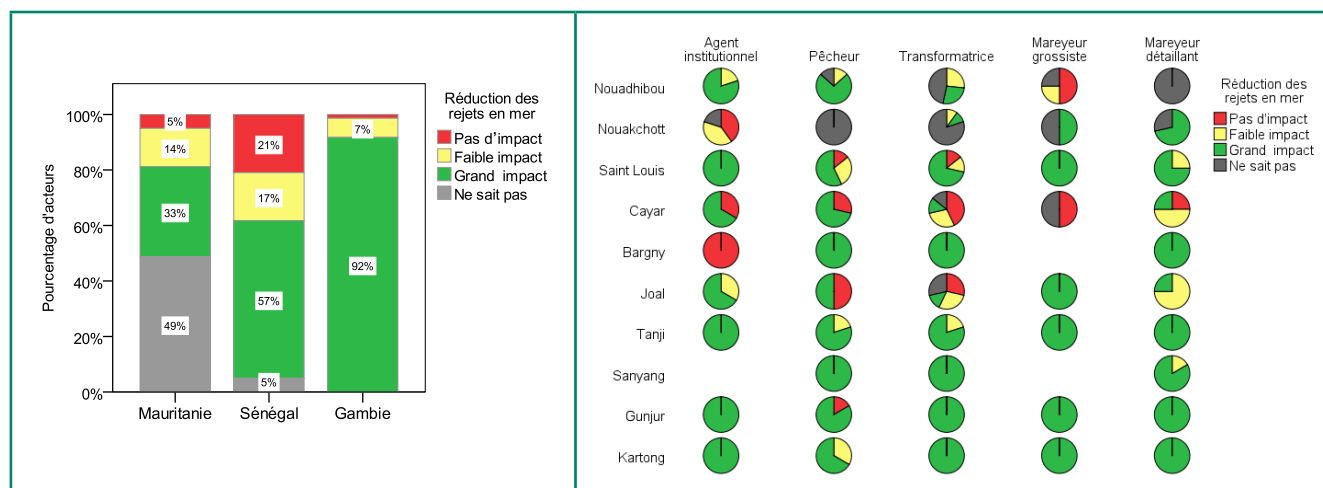 Pourcentage d'acteurs
100%
80%
60%
40%
20%
0%
5%
14%
33%
49%
21%
17%
57%
5%
7%
92%
Mauritanie Sénégal Gambie
Réduction des
rejets en mer
Pas d'impact
Faible impact
Grand impact
Ne sait pas
Agent
institutionnel
Pêcheur
Transformatrice
Mareyeur
grossiste
Mareyeur
détaillant
Nouadhibou
Nouakchott
Saint Louis
Cayar
Bargny
Joal
Tanji
Sanyang
Gunjur
Kartong
Réduction des
rejets en mer
Pas d'impact
Faible impact
Grand impact
Ne sait pas